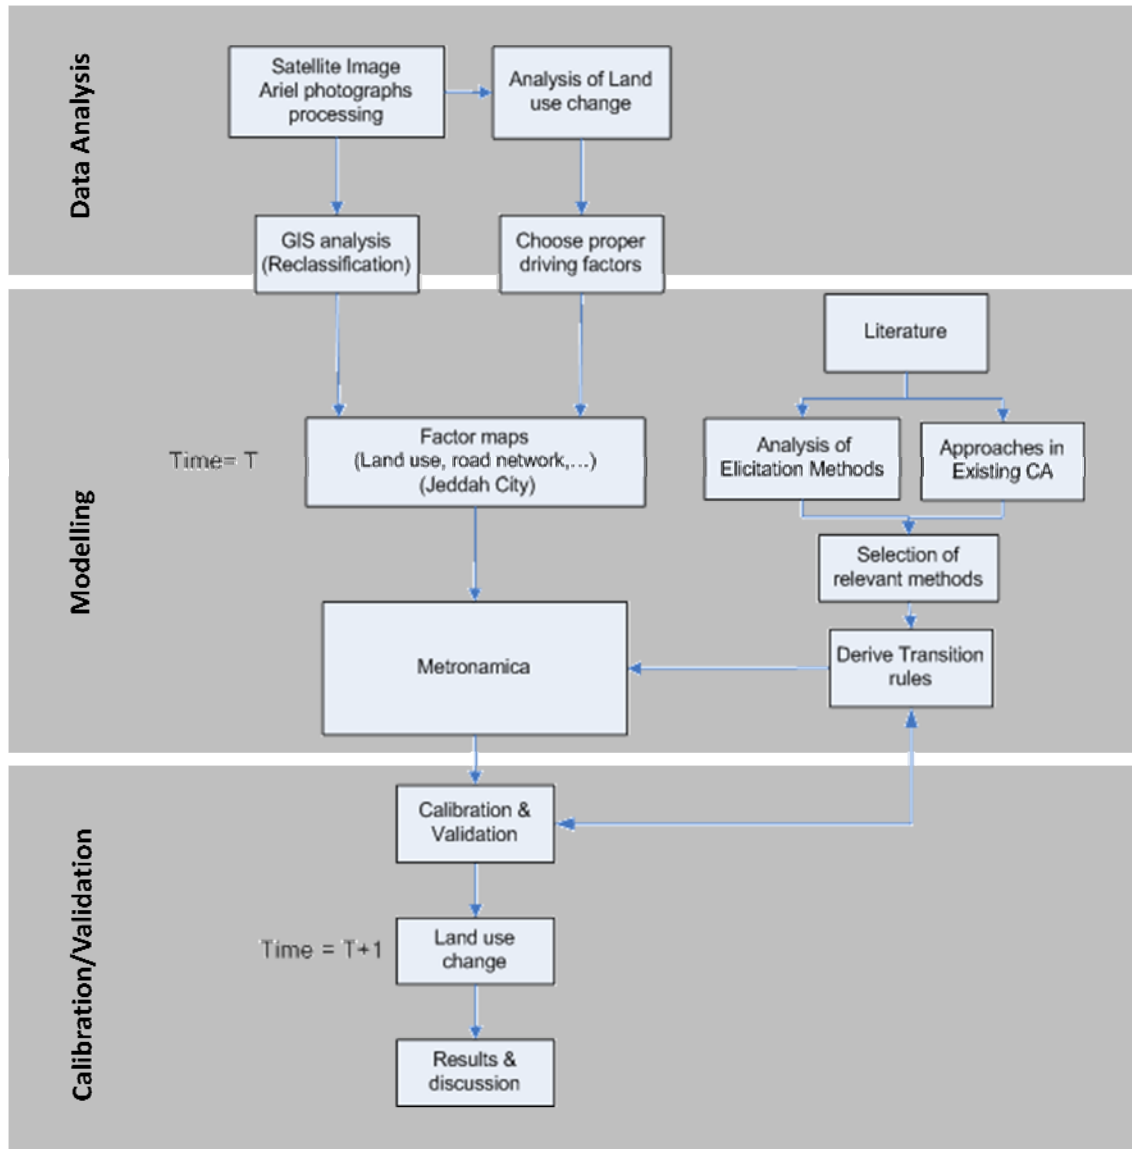 Data Analysis
Satellite Image
Ariel photographs
processing
Analysis of Land
use change
GIS analysis
(Reclassification)
Choose proper
driving factors
Modelling
Literature
Time= T
Factor maps
(Land use, road network,...)
(Jeddah City)
Analysis of
Elicitation Methods
Approaches in
Existing CA
Selection of
relevant methods
Metronamica
Derive Transition
rules
Calibration/Validation
Calibration &
Validation
Time = T+1
Land use
change
Results &
discussion